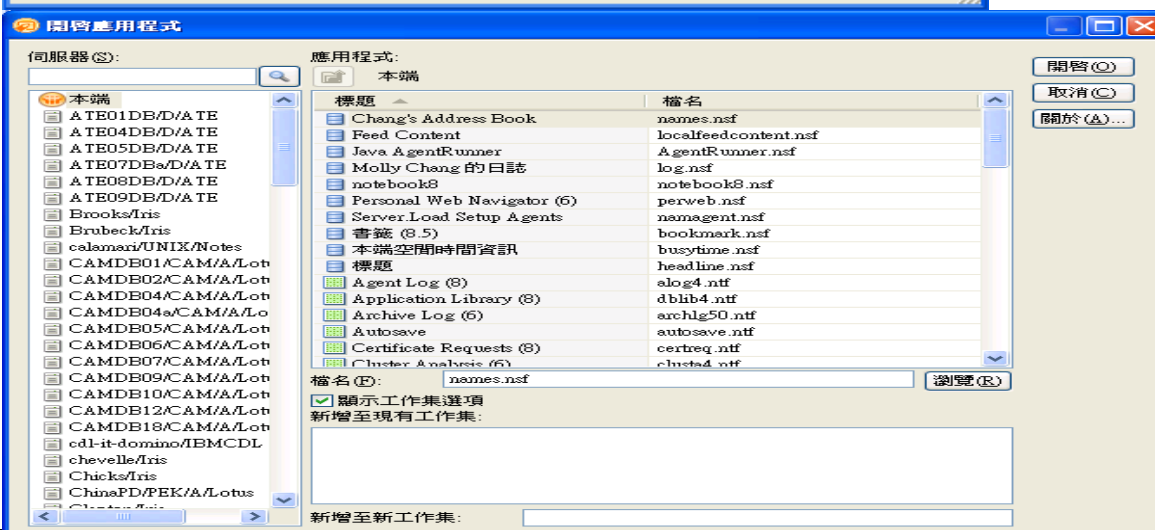 開啓應用程式
伺服器(S):
本端
ATE01DB/D/ATE
ATE04DB/D/ATE
ATE05DB/D/ATE
ATE07DBa/D/ATE
ATE08DB/D/ATE
ATE09DB/D/ATE
Brooks/Iris
Brubeck/Iris
calamari/UNIX/Notes
CAMDB01/CAM/A/Lotu
CAMDB02/CAM/A/Lotu
CAMDB04/CAM/A/Lotu
CAMDB04a/CAM/A/Lo
CAMDB05/CAM/A/Lotu
CAMDB06/CAM/A/Lotu
CAMDB07/CAM/A/Lotu
CAMDB09/CAM/A/Lotu
CAMDB10/CAM/A/Lotu
CAMDB12/CAM/A/Lotu
CAMDB18/CAM/A/Lotu
cdl-it-domino/IBMCDL
chevelle/Iris
Chicks/Iris
ChinaPD/PEK/A/Lotus
應用程式:
本端
標題 檔名
Chang's Address Book names.nsf
Feed Content localfeedcontent.nsf
Java AgentRunner AgentRunner.nsf
Molly Chang 的日誌 log.nsf
notebook8 notebook8.nsf
Personal Web Navigator (6) perweb.nsf
Server.Load Setup Agents namagent.nsf
書籤 (8.5) bookmark.nsf
本端空閒時間資訊 busytime.nsf
標題 headline.nsf
Agent Log (8) alog4.ntf
Application Library (8) dblib4.ntf
Archive Log (6) archlg50.ntf
Autosave autosave.ntf
Certificate Requests (8) certreq.ntf
Cluster Analysis (6) clusta4.ntf
檔名(F): names.nsf 瀏覽(R)
顯示工作集選項
新增至現有工作集:
新增至新工作集:
開啓(O)
取消(C)
關於(A)...